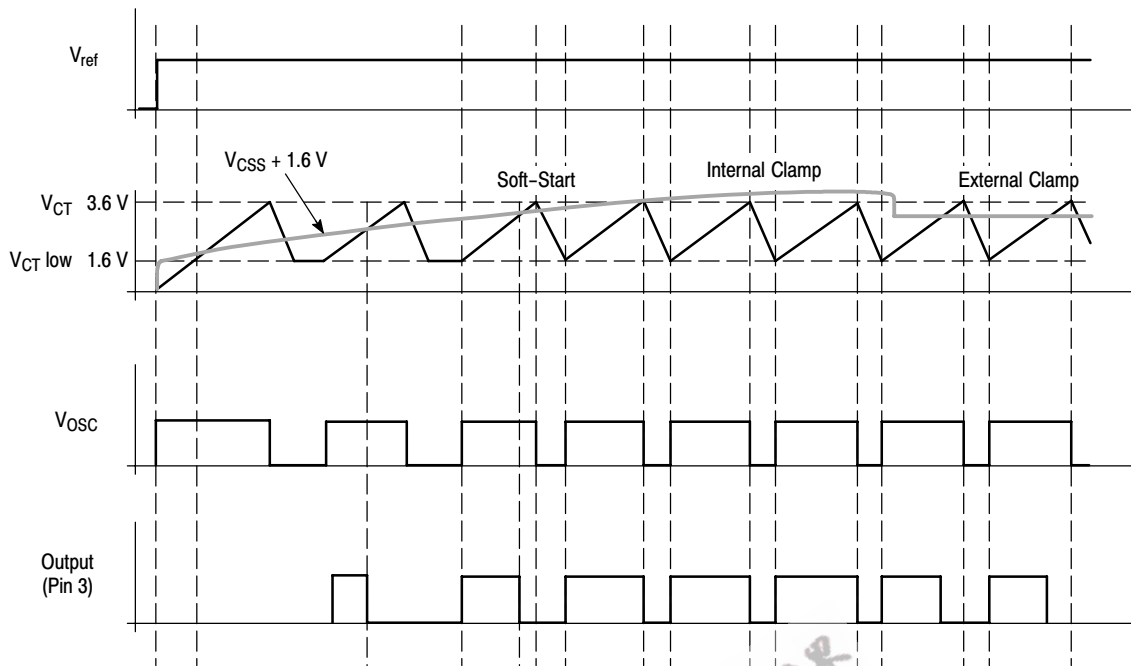 Vref
VCSS + 1.6 V
Soft–Start
Internal Clamp
External Clamp
VCT 3.6 V
VCT low 1.6 V
VOSC
Output
(Pin 3)